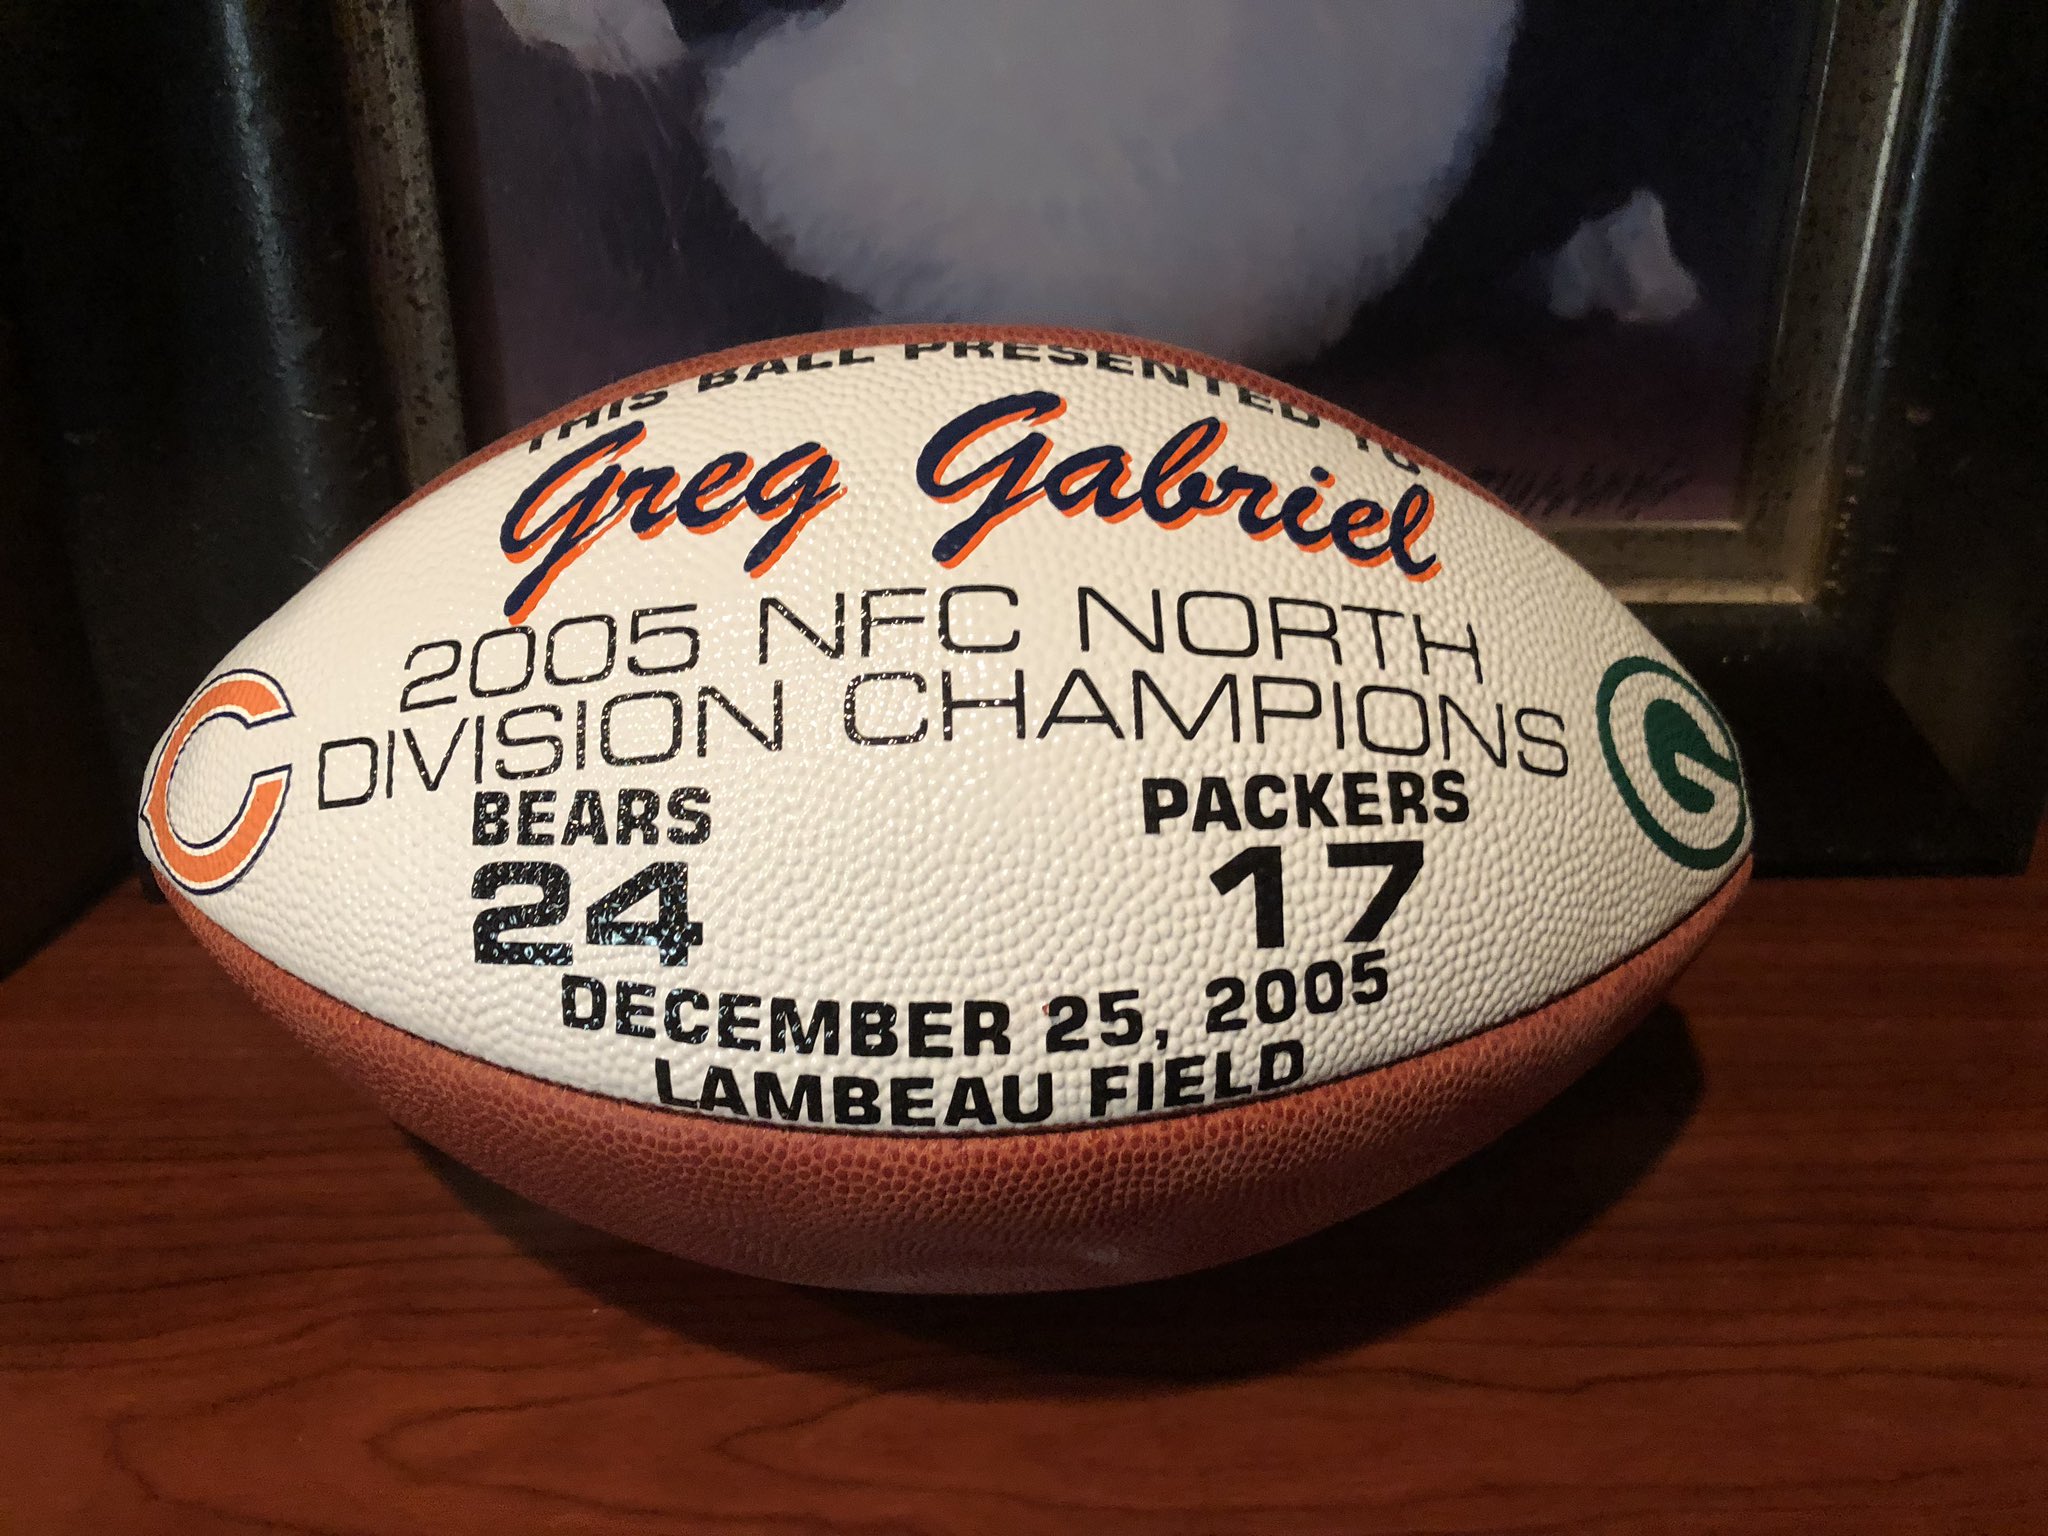 THIS BALL PRESENTED TO
Greg Gabriel
2005 NFC NORTH
DIVISION CHAMPIONS
BEARS PACKERS
24 17
DECEMBER 25, 2005
LAMBEAU FIELD
C
G